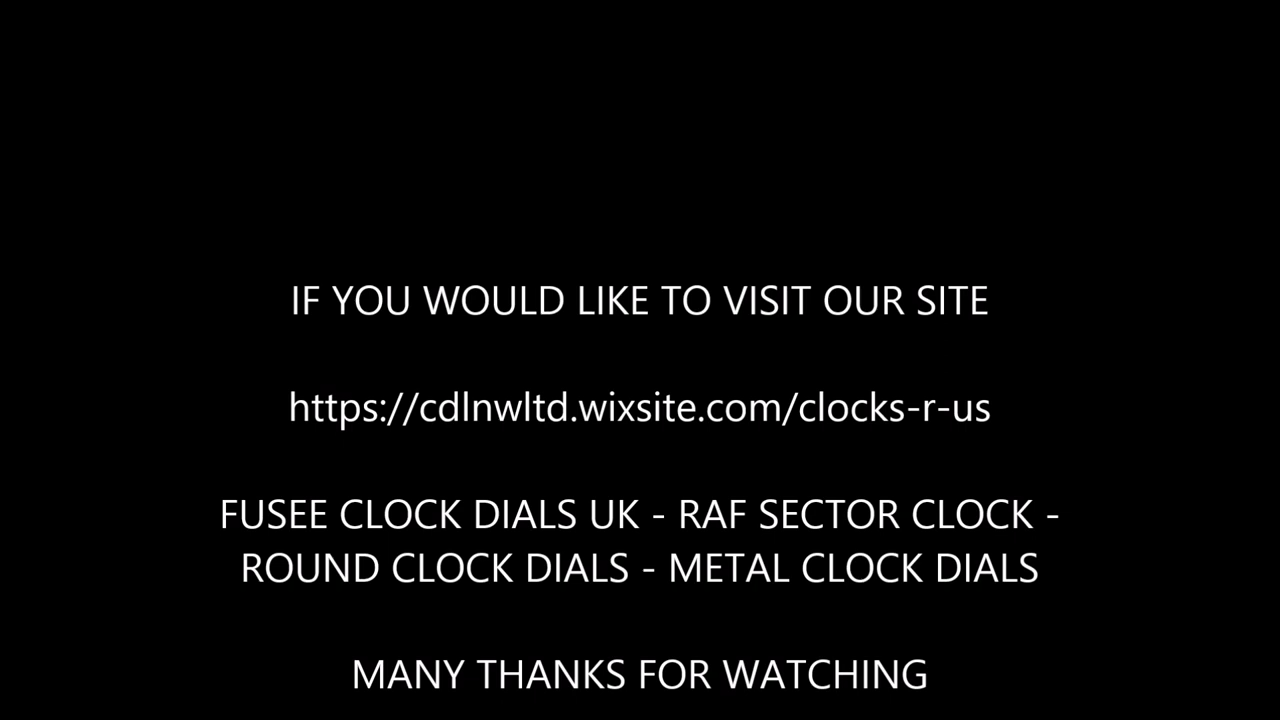 IF YOU WOULD LIKE TO VISIT OUR SITE
https://cdlnwltd.wixsite.com/clocks-r-us
FUSEE CLOCK DIALS UK - RAF SECTOR CLOCK -
ROUND CLOCK DIALS - METAL CLOCK DIALS
MANY THANKS FOR WATCHING